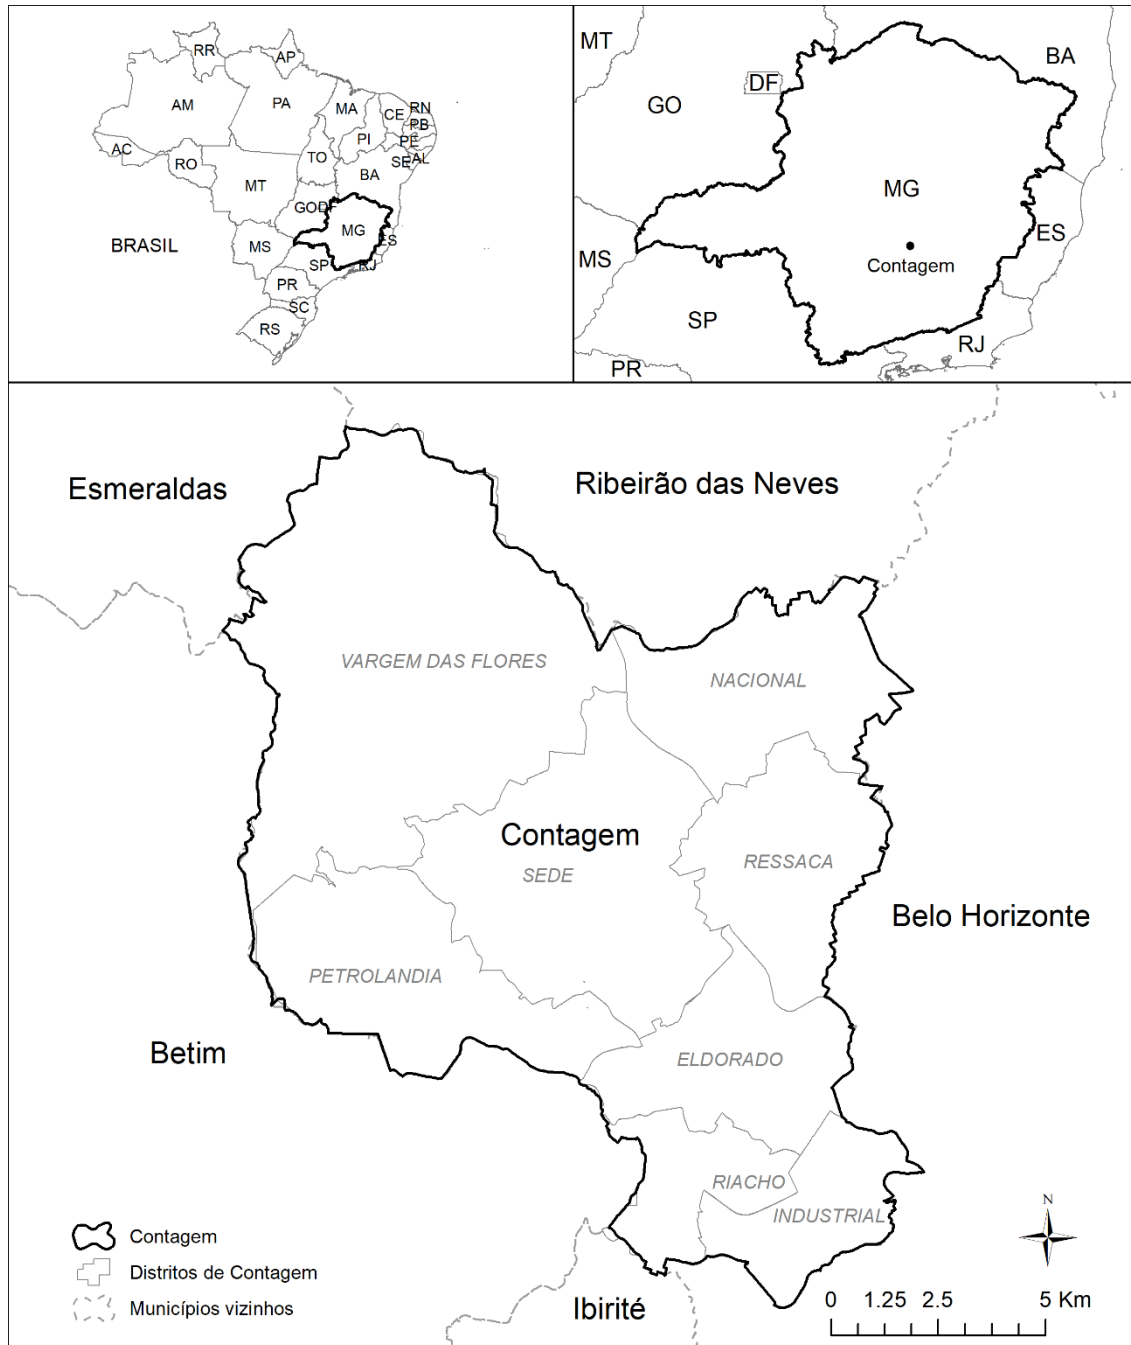 RR
AP
AM
PA
MA
CE
RN
PB
PI
PE
AC
TO
SE
AL
RO
BA
MT
GO
DF
MG
BRASIL
MS
ES
SP
RJ
PR
SC
RS
MT
BA
DF
GO
MG
ES
MS
Contagem
SP
RJ
PR
Esmeraldas
Ribeirão das Neves
VARGEM DAS FLORES
NACIONAL
Contagem
SEDE
RESSACA
Belo Horizonte
PETROLANDIA
Betim
ELDORADO
RIACHO
INDUSTRIAL
Ibirité
Contagem
Distritos de Contagem
Municípios vizinhos
N
0 1.25 2.5 5 Km